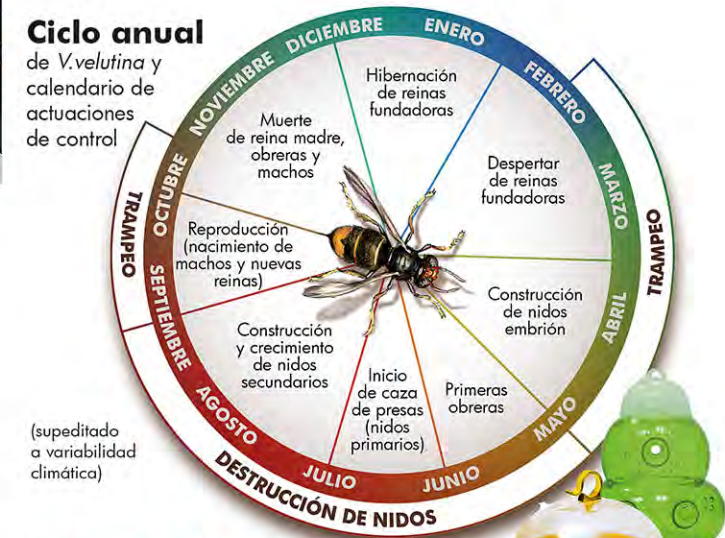 Ciclo anual
de V.velutina y
calendario de
actuaciones
de control
ENERO
FEBRERO
MARZO
ABRIL
MAYO
JUNIO
JULIO
AGOSTO
SEPTIEMBRE
OCTUBRE
NOVIEMBRE
DICIEMBRE
Hibernación
de reinas
fundadoras
Despertar
de reinas
fundadoras
Construcción
de nidos
embrión
Primeras
obreras
Inicio
de caza
de presas
(nidos
primarios)
Construcción
y crecimiento
de nidos
secundarios
Reproducción
(nacimiento de
machos y nuevas
reinas)
Muerte
de reina madre,
obreras y
machos
TRAMPEO
DESTRUCCIÓN DE NIDOS
TRAMPEO
(supeditado
a variabilidad
climática)